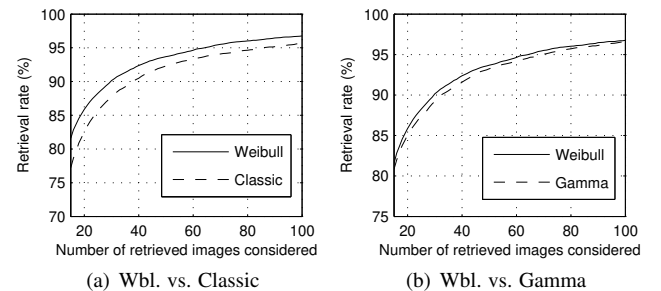 100
95
90
85
80
75
70
20 40 60 80 100
Retrieval rate (%)
Number of retrieved images considered
Weibull
Classic
(a) Wbl. vs. Classic
100
95
90
85
80
75
20 40 60 80 100
Retrieval rate (%)
Number of retrieved images considered
Weibull
Gamma
(b) Wbl. vs. Gamma